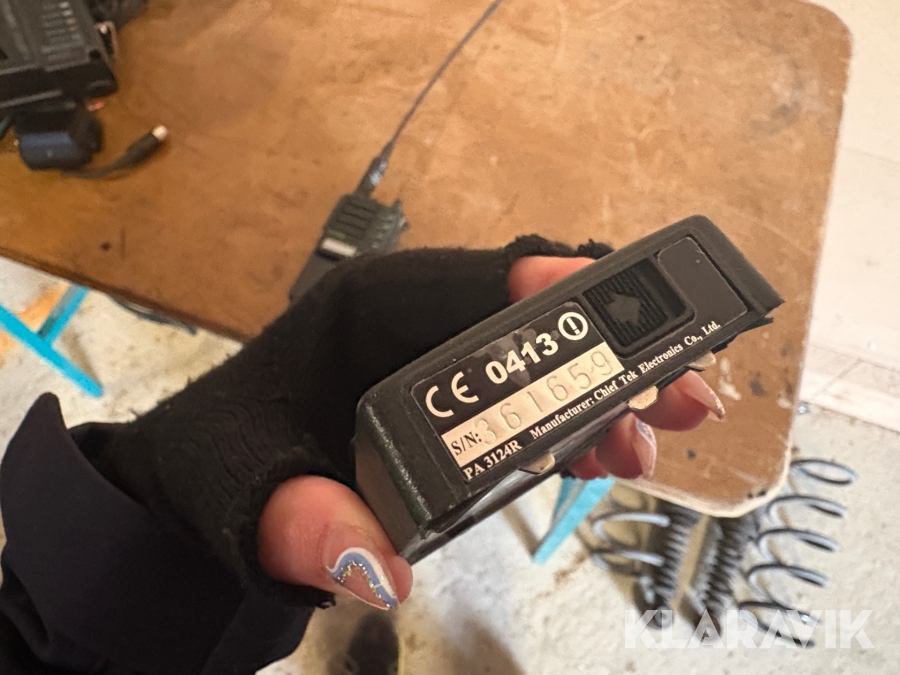 CE 0413
S/N: 361659
PA 3124R Manufacturer: Chief Tek Electronics Co., Ltd.
KLARAVIK